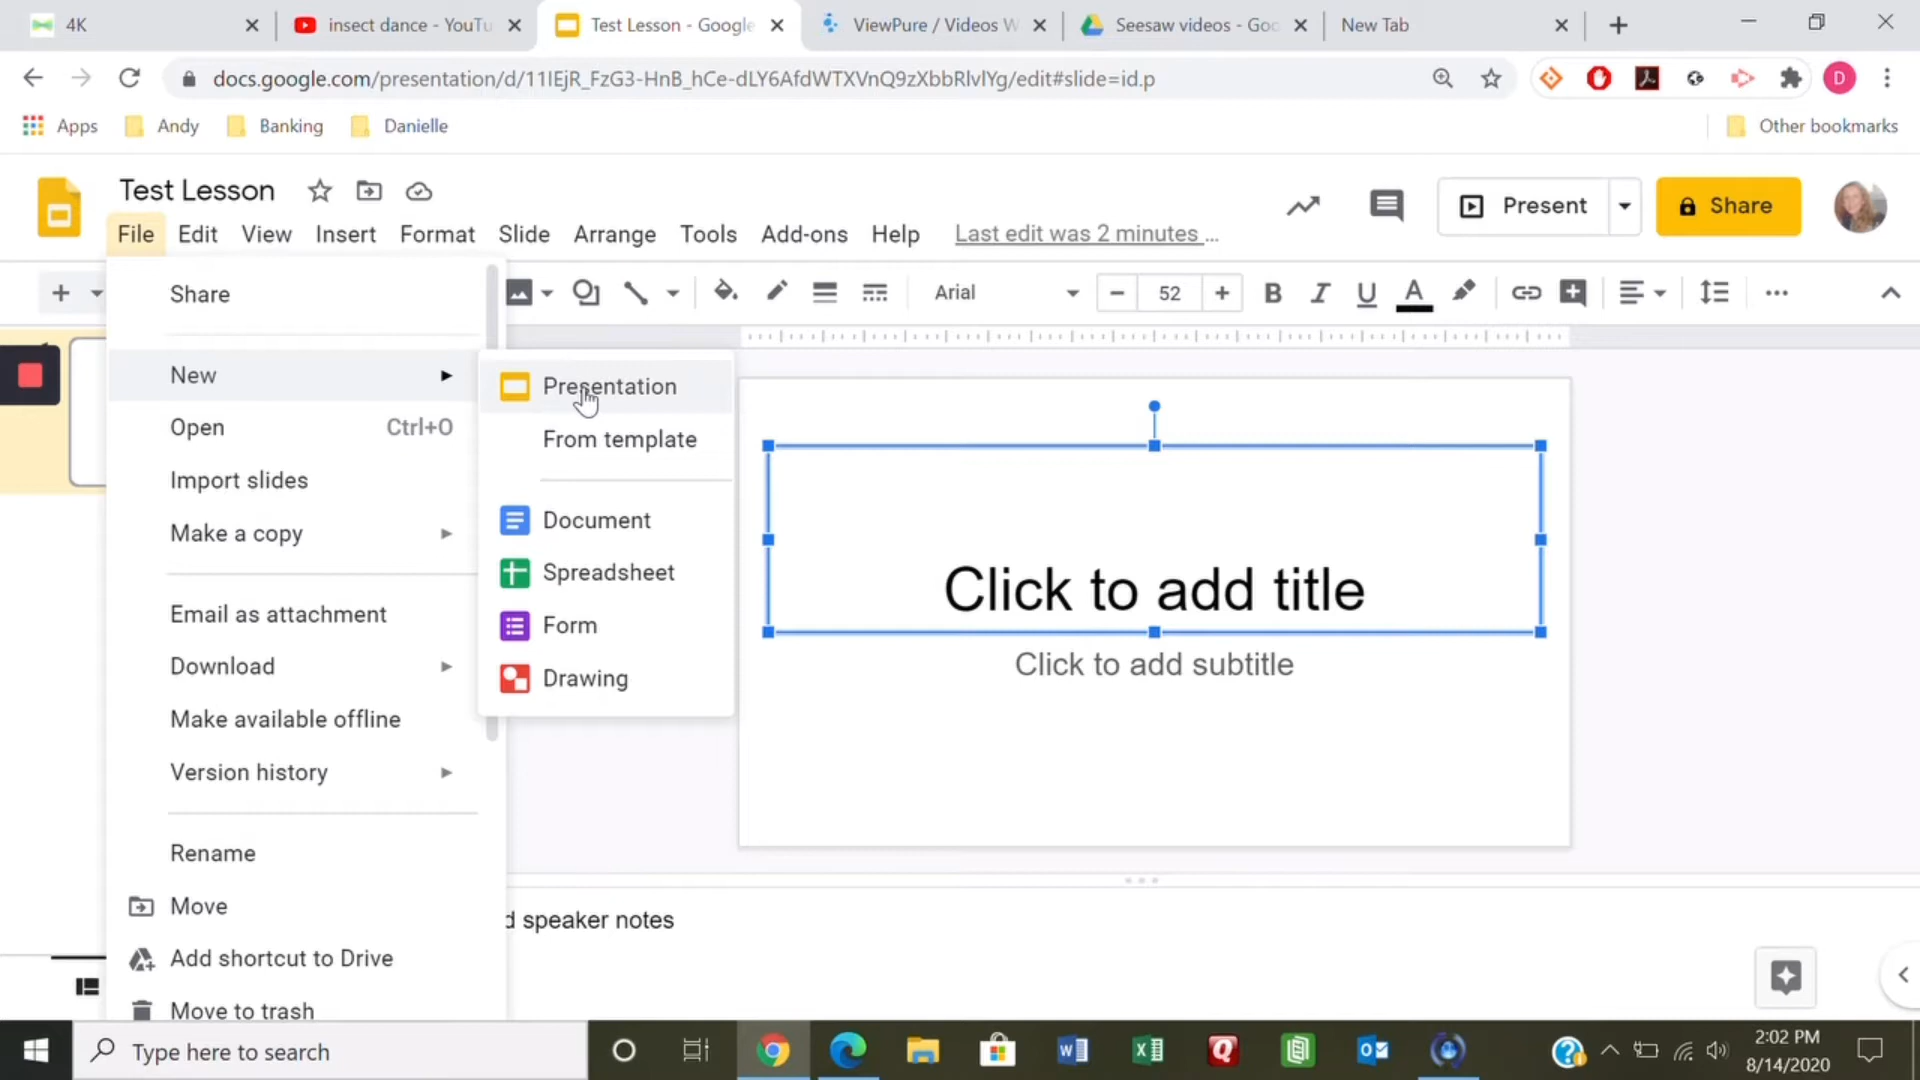 4K
insect dance - YouTu
Test Lesson - Google
ViewPure / Videos W
Seesaw videos - Goo
New Tab
docs.google.com/presentation/d/11lEjR_FzG3-HnB_hCe-dLY6AfdWTXVnQ9zXbbRlvlYg/edit#slide=id.p
D
Apps Andy Banking Danielle Other bookmarks
Test Lesson
Present
Share
File Edit View Insert Format Slide Arrange Tools Add-ons Help Last edit was 2 minutes ...
Arial 52 B I U A
Share
New
Open Ctrl+O
Import slides
Make a copy
Email as attachment
Download
Make available offline
Version history
Rename
Move
Add shortcut to Drive
Move to trash
Presentation
From template
Document
Spreadsheet
Form
Drawing
Click to add title
Click to add subtitle
d speaker notes
Type here to search
2:02 PM
8/14/2020